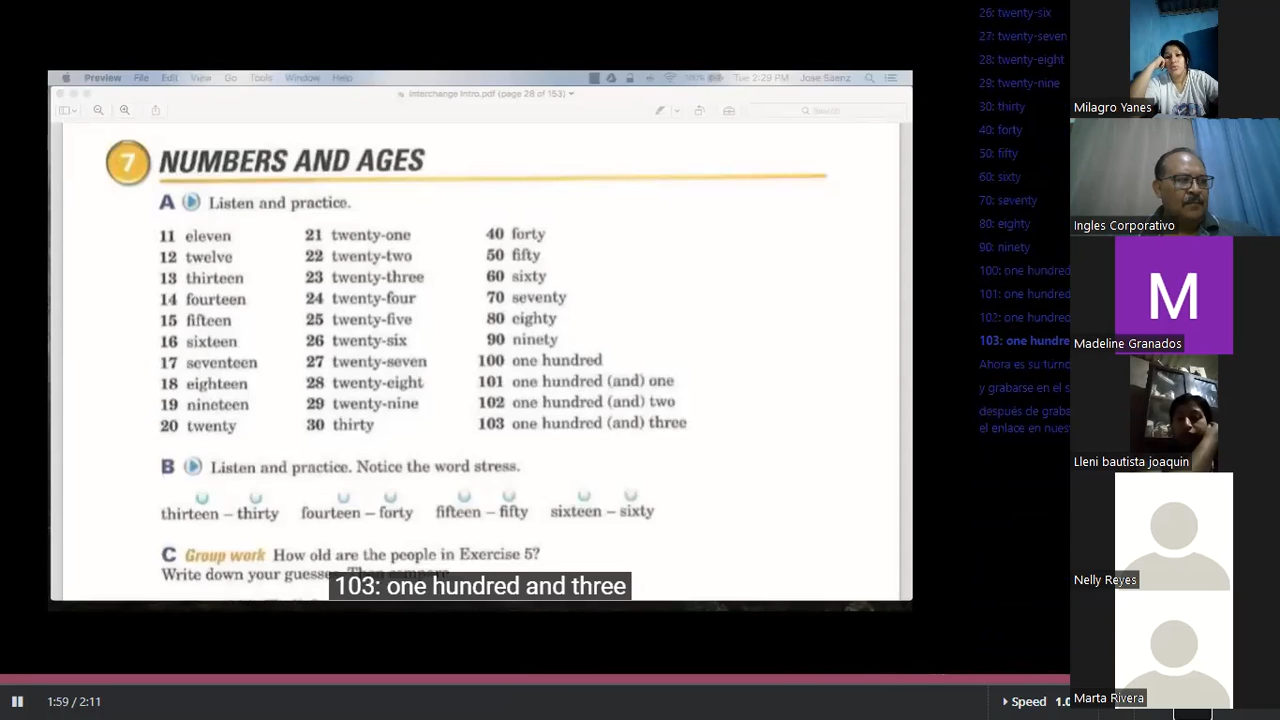 Preview File Edit View Go Tools Window Help
100% Tue 2:29 PM Jose Saenz
Interchange Intro.pdf (page 28 of 153)
Search
7 NUMBERS AND AGES
A Listen and practice.
11 eleven 21 twenty-one 40 forty
12 twelve 22 twenty-two 50 fifty
13 thirteen 23 twenty-three 60 sixty
14 fourteen 24 twenty-four 70 seventy
15 fifteen 25 twenty-five 80 eighty
16 sixteen 26 twenty-six 90 ninety
17 seventeen 27 twenty-seven 100 one hundred
18 eighteen 28 twenty-eight 101 one hundred (and) one
19 nineteen 29 twenty-nine 102 one hundred (and) two
20 twenty 30 thirty 103 one hundred (and) three
B Listen and practice. Notice the word stress.
thirteen – thirty fourteen – forty fifteen – fifty sixteen – sixty
C Group work How old are the people in Exercise 5?
Write down your guesses
103: one hundred and three
1:59 / 2:11
Speed 1.0
26: twenty-six
27: twenty-seven
28: twenty-eight
29: twenty-nine
30: thirty
40: forty
50: fifty
60: sixty
70: seventy
80: eighty
90: ninety
100: one hundred
101: one hundred
102: one hundred
103: one hundre
Ahora es su turno
y grabarse en el s
después de graba
el enlace en nues
Milagro Yanes
Ingles Corporativo
M
Madeline Granados
Lleni bautista joaquin
Nelly Reyes
Marta Rivera